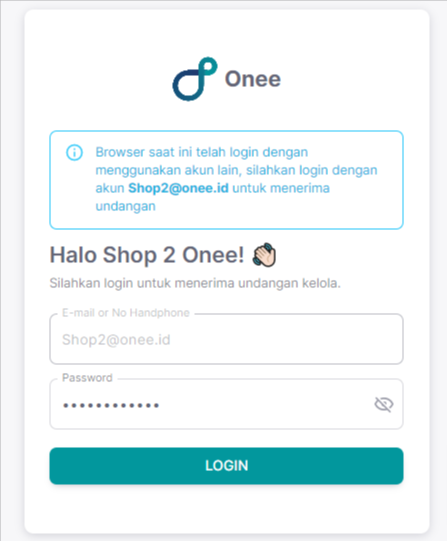 Onee
Browser saat ini telah login dengan
menggunakan akun lain, silahkan login dengan
akun Shop2@onee.id untuk menerima
undangan
Halo Shop 2 Onee! 👋🏻
Silahkan login untuk menerima undangan kelola.
E-mail or No Handphone
Shop2@onee.id
Password
••••••••••••
LOGIN